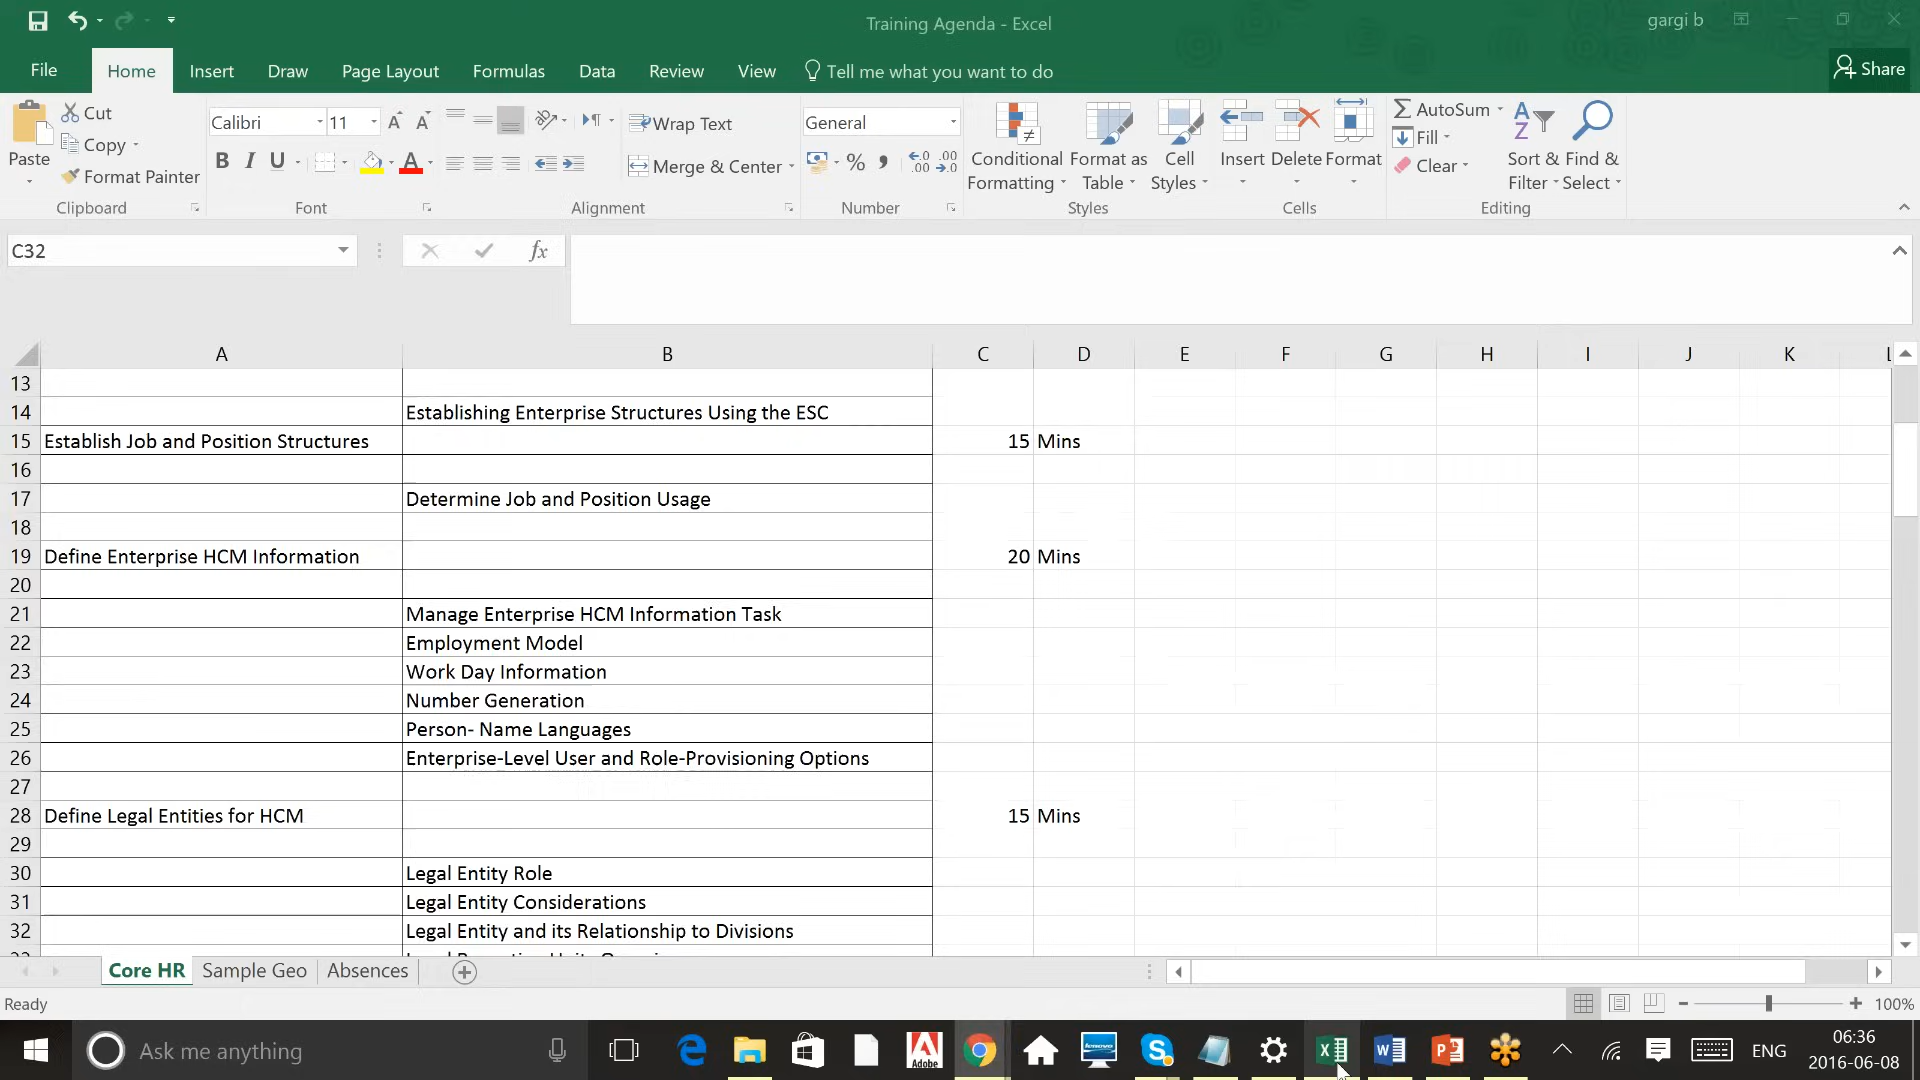 Training Agenda - Excel
gargi b
File
Home
Insert
Draw
Page Layout
Formulas
Data
Review
View
Tell me what you want to do
Share
Paste
Cut
Copy
Format Painter
Clipboard
Calibri
11
B I U
Font
Wrap Text
Merge & Center
Alignment
General
Number
Conditional Formatting
Format as Table
Cell Styles
Styles
Insert
Delete
Format
Cells
AutoSum
Fill
Clear
Sort & Filter
Find & Select
Editing
C32
fx
A B C D E F G H I J K L
13
14 Establishing Enterprise Structures Using the ESC
15 Establish Job and Position Structures 15 Mins
16
17 Determine Job and Position Usage
18
19 Define Enterprise HCM Information 20 Mins
20
21 Manage Enterprise HCM Information Task
22 Employment Model
23 Work Day Information
24 Number Generation
25 Person- Name Languages
26 Enterprise-Level User and Role-Provisioning Options
27
28 Define Legal Entities for HCM 15 Mins
29
30 Legal Entity Role
31 Legal Entity Considerations
32 Legal Entity and its Relationship to Divisions
Core HR
Sample Geo
Absences
Ready
100%
Ask me anything
Adobe
lenovo
ENG
06:36
2016-06-08